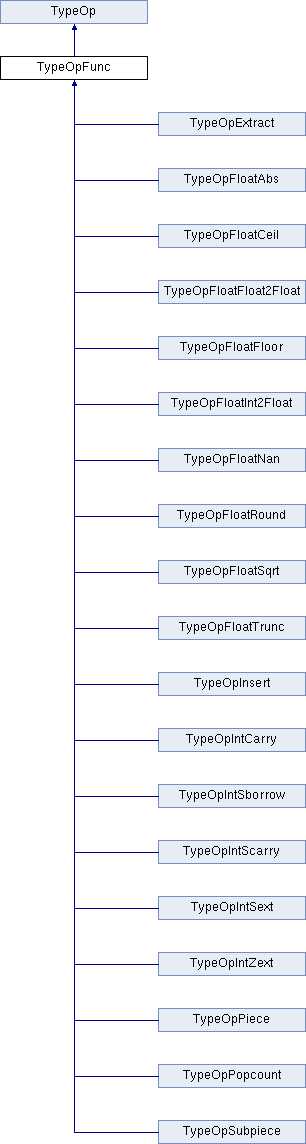 TypeOp
TypeOpFunc
TypeOpExtract
TypeOpFloatAbs
TypeOpFloatCeil
TypeOpFloatFloat2Float
TypeOpFloatFloor
TypeOpFloatInt2Float
TypeOpFloatNan
TypeOpFloatRound
TypeOpFloatSqrt
TypeOpFloatTrunc
TypeOpInsert
TypeOpIntCarry
TypeOpIntSborrow
TypeOpIntScarry
TypeOpIntSext
TypeOpIntZext
TypeOpPiece
TypeOpPopcount
TypeOpSubpiece